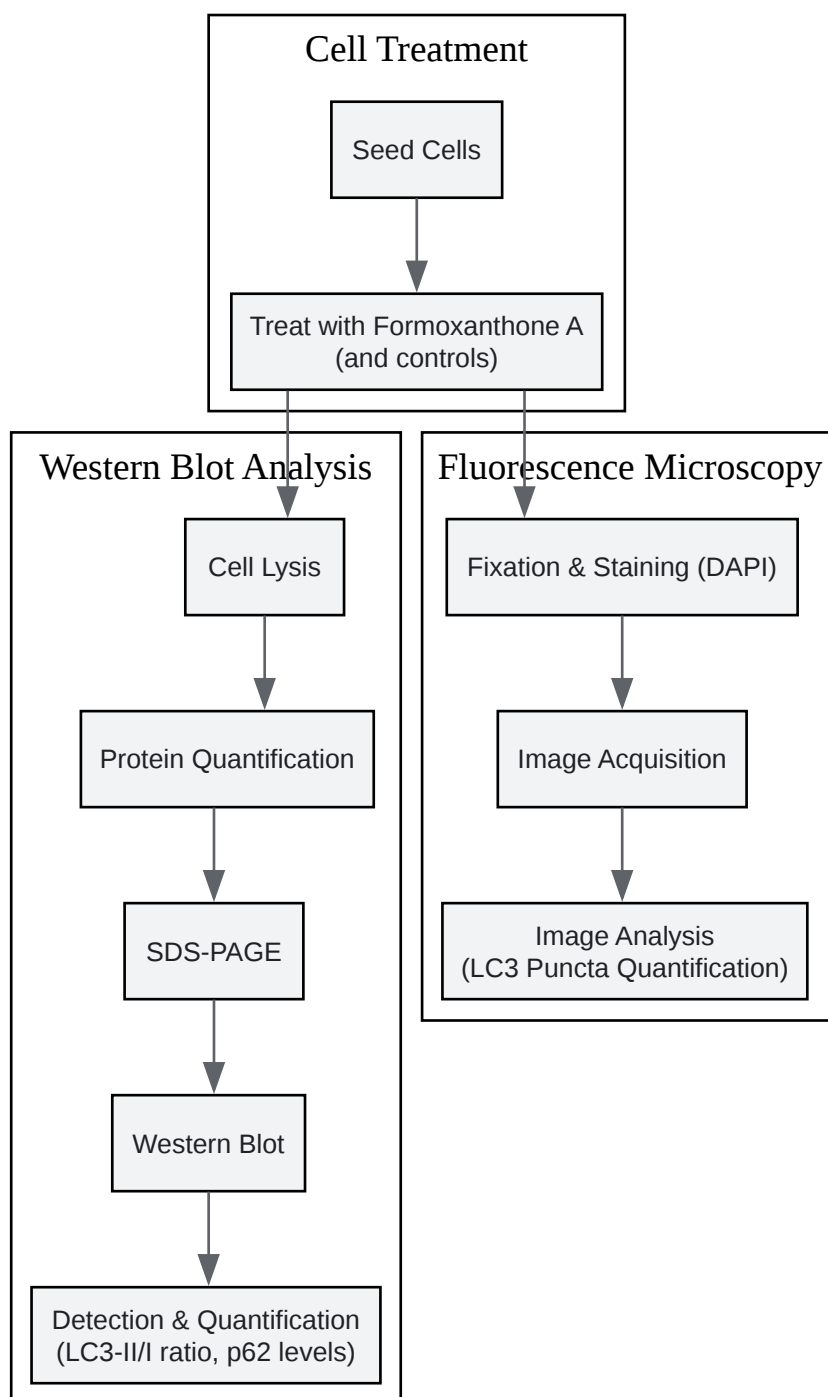 Cell Treatment
Seed Cells
Treat with Formoxanthone A
(and controls)
Western Blot Analysis
Cell Lysis
Protein Quantification
SDS-PAGE
Western Blot
Detection & Quantification
(LC3-II/I ratio, p62 levels)
Fluorescence Microscopy
Fixation & Staining (DAPI)
Image Acquisition
Image Analysis
(LC3 Puncta Quantification)